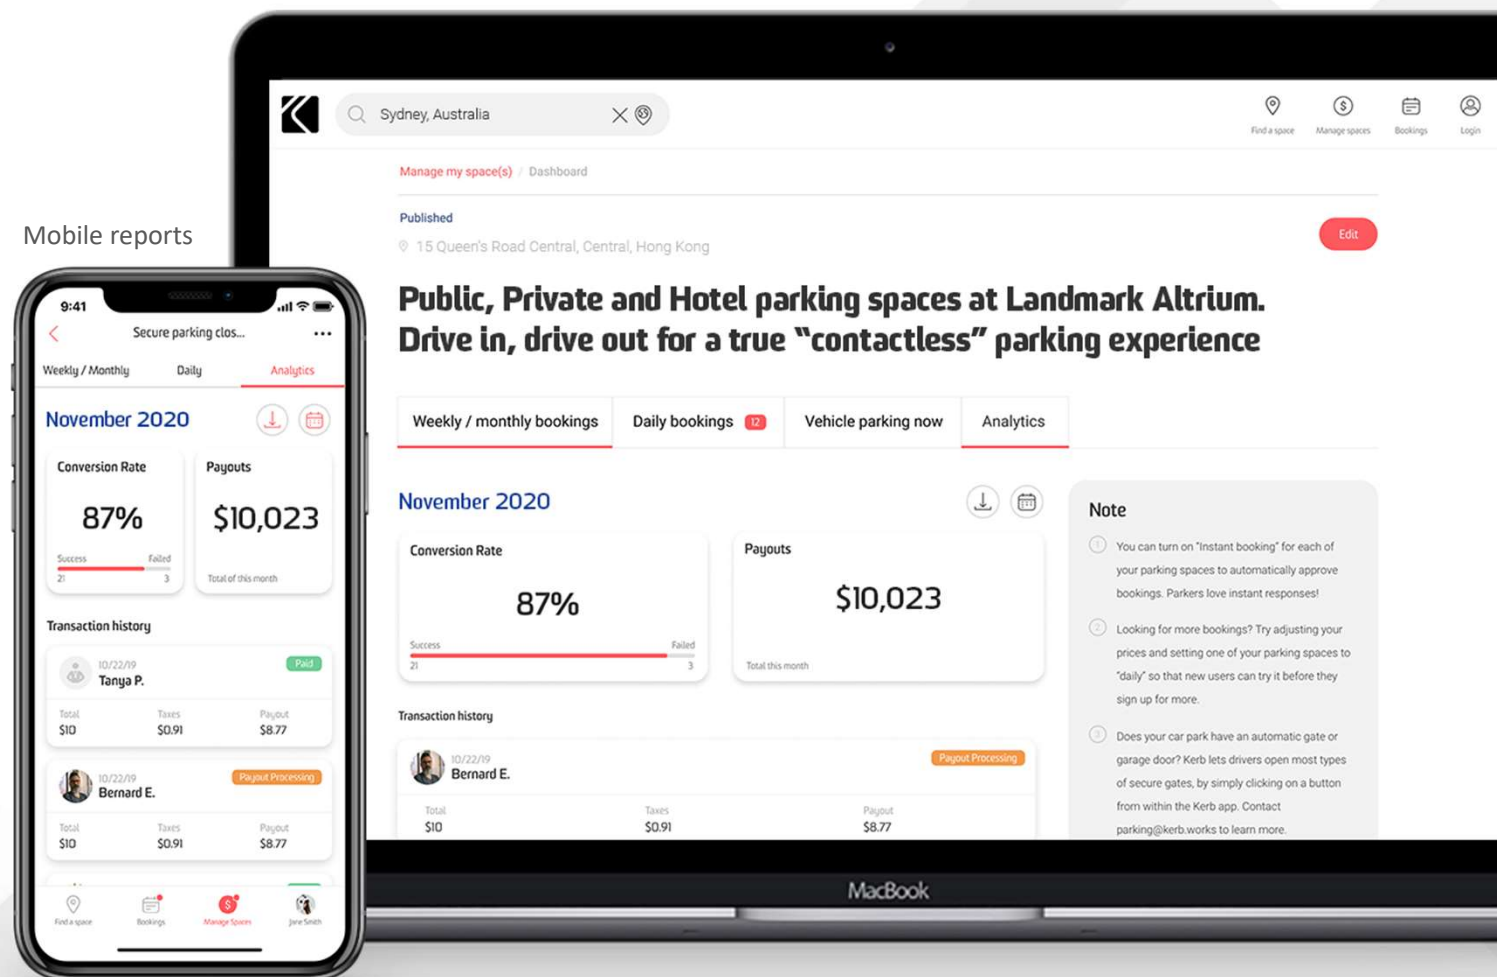 Mobile reports
9:41
Secure parking clos...
Weekly / Monthly Daily Analytics
November 2020
Conversion Rate Payouts
87% $10,023
Success Failed
21 3 Total of this month
Transaction history
10/22/19 Paid
Tanya P.
Total Taxes Payout
$10 $0.91 $8.77
10/22/19 Payout Processing
Bernard E.
Total Taxes Payout
$10 $0.91 $8.77
Find a space Bookings Manage Spaces Jane Smith
Sydney, Australia
Find a space Manage spaces Bookings Login
Manage my space(s) / Dashboard
Published
15 Queen's Road Central, Central, Hong Kong
Edit
Public, Private and Hotel parking spaces at Landmark Altrium.
Drive in, drive out for a true “contactless” parking experience
Weekly / monthly bookings Daily bookings 12 Vehicle parking now Analytics
November 2020
Conversion Rate
87%
Success Failed
21 3
Payouts
$10,023
Total this month
Transaction history
10/22/19 Payout Processing
Bernard E.
Total Taxes Payout
$10 $0.91 $8.77
Note
1 You can turn on "Instant booking" for each of
your parking spaces to automatically approve
bookings. Parkers love instant responses!
2 Looking for more bookings? Try adjusting your
prices and setting one of your parking spaces to
"daily" so that new users can try it before they
sign up for more.
3 Does your car park have an automatic gate or
garage door? Kerb lets drivers open most types
of secure gates, by simply clicking on a button
from within the Kerb app. Contact
parking@kerb.works to learn more.
MacBook